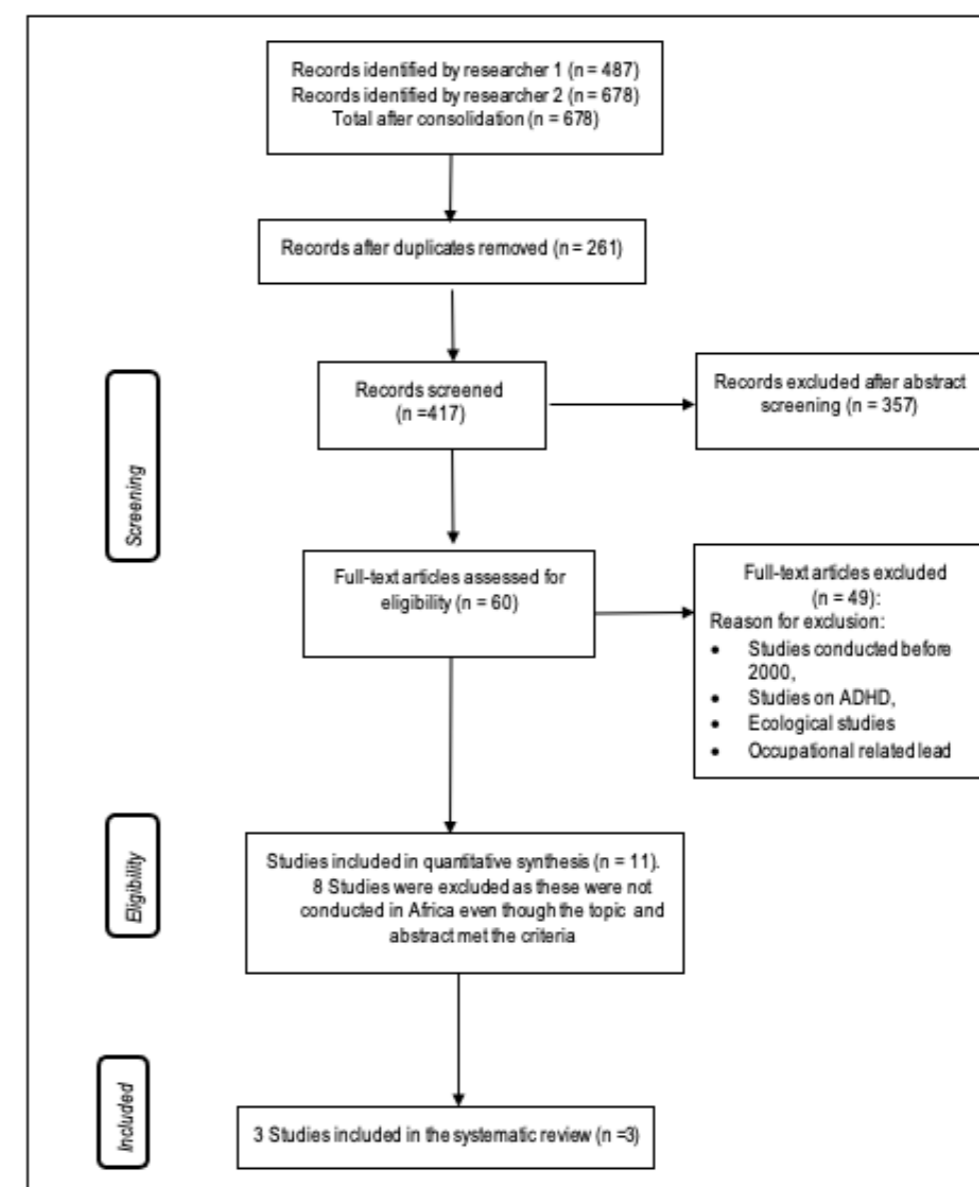 Records identified by researcher 1 (n = 487)
Records identified by researcher 2 (n = 678)
Total after consolidation (n = 678)
Records after duplicates removed (n = 261)
Records screened
(n =417)
Records excluded after abstract
screening (n = 357)
Screening
Full-text articles assessed for
eligibility (n = 60)
Full-text articles excluded
(n = 49):
Reason for exclusion:
• Studies conducted before
2000,
• Studies on ADHD,
• Ecological studies
• Occupational related lead
Eligibility
Studies included in quantitative synthesis (n = 11).
8 Studies were excluded as these were not
conducted in Africa even though the topic and
abstract met the criteria
Included
3 Studies included in the systematic review (n =3)